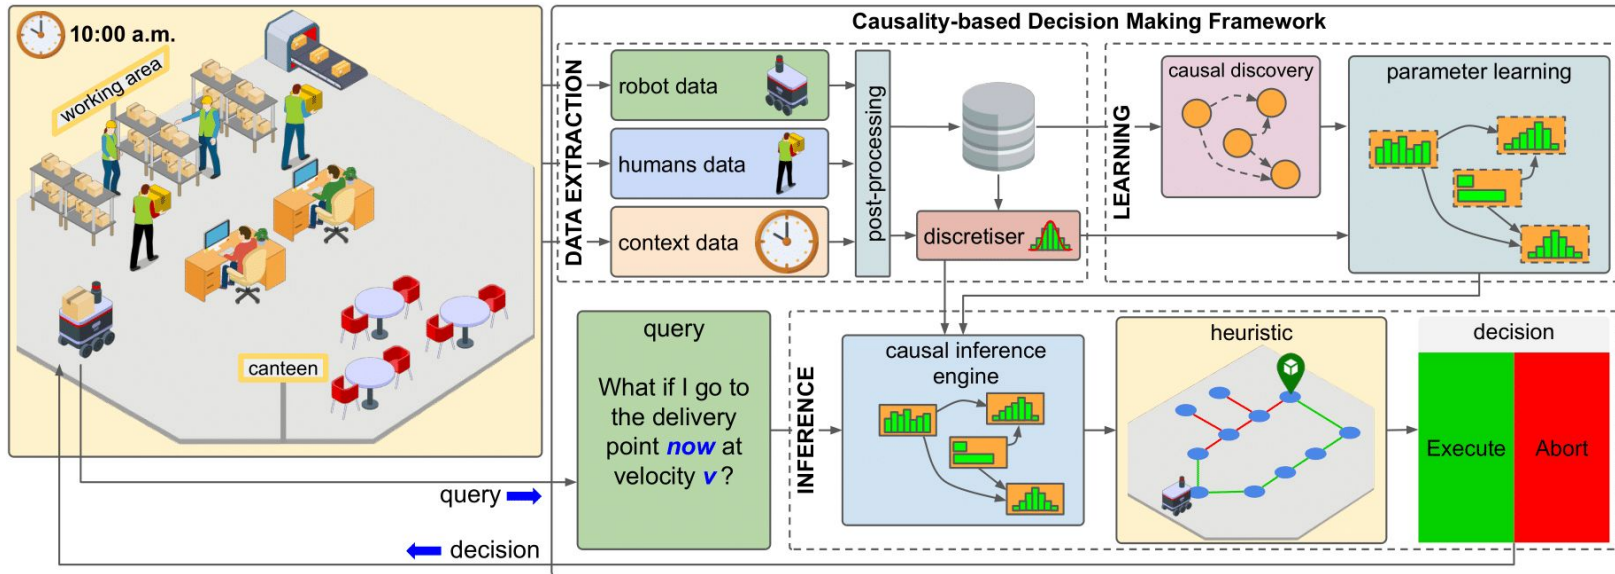 10:00 a.m.
working area
canteen
Causality-based Decision Making Framework
DATA EXTRACTION
robot data
humans data
context data
post-processing
discretiser
LEARNING
causal discovery
parameter learning
query
What if I go to
the delivery
point now at
velocity v ?
INFERENCE
causal inference
engine
heuristic
decision
Execute
Abort
query
decision